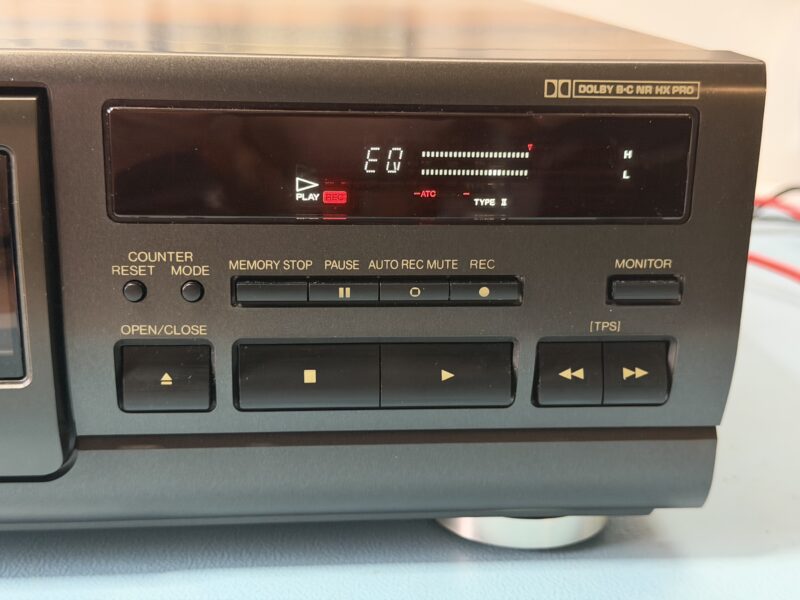 DOLBY B·C NR HX PRO
EQ
H
L
PLAY REC
ATC
TYPE II
COUNTER
RESET MODE
MEMORY STOP PAUSE AUTO REC MUTE REC
MONITOR
OPEN/CLOSE
[TPS]